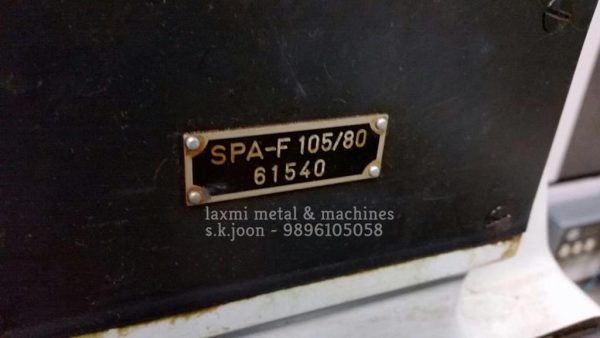 SPA-F 105/80
61540
laxmi metal & machines
s.k.joon - 9896105058